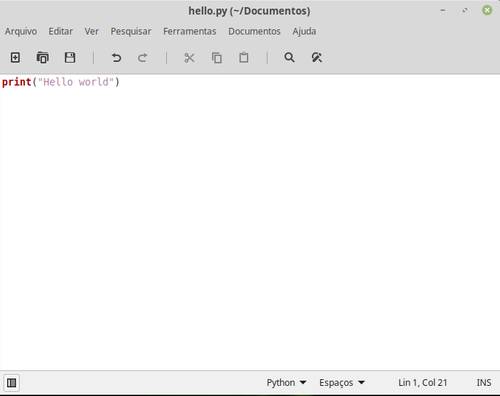 hello.py (~/Documentos)
Arquivo Editar Ver Pesquisar Ferramentas Documentos Ajuda
print("Hello world")
Python Espaços Lin 1, Col 21 INS